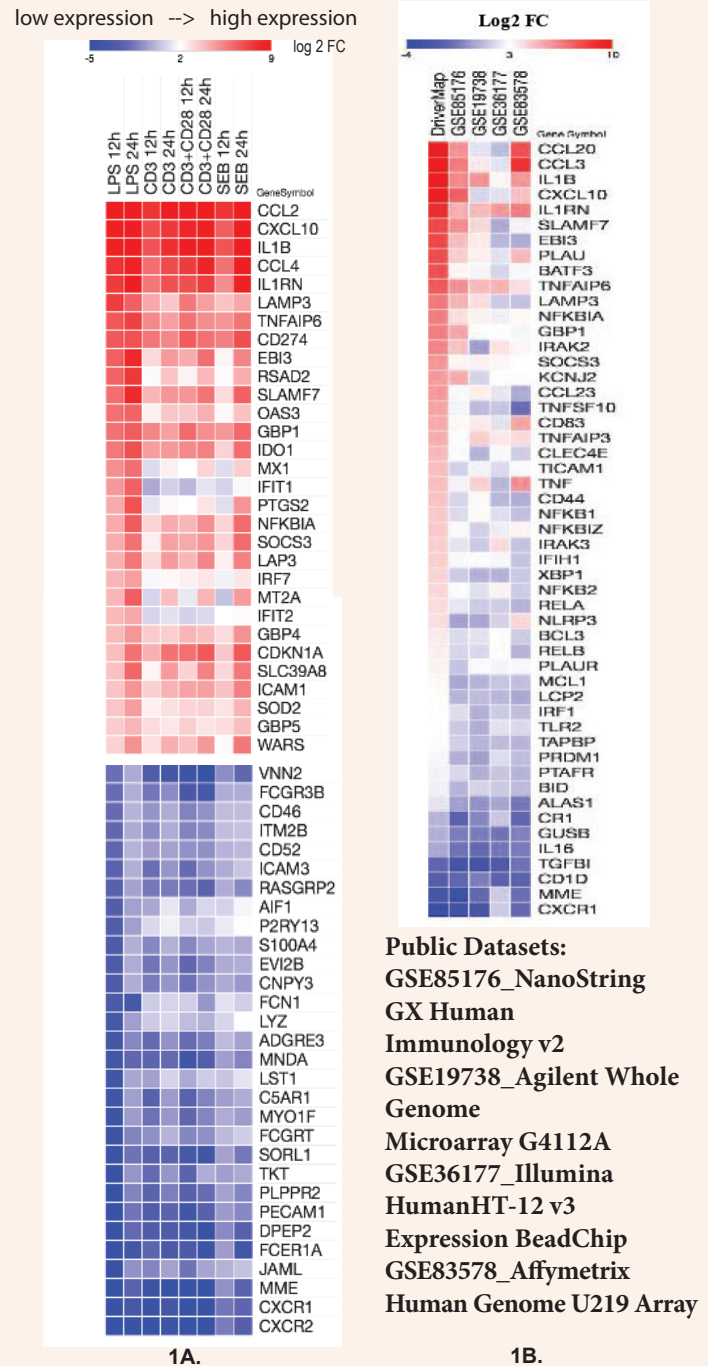 low expression --> high expression
-5 2 9 log 2 FC
LPS 12h
LPS 24h
CD3 12h
CD3 24h
CD3+CD28 12h
CD3+CD28 24h
SEB 12h
SEB 24h
GeneSymbol
CCL2
CXCL10
IL1B
CCL4
IL1RN
LAMP3
TNFAIP6
CD274
EBI3
RSAD2
SLAMF7
OAS3
GBP1
IDO1
MX1
IFIT1
PTGS2
NFKBIA
SOCS3
LAP3
IRF7
MT2A
IFIT2
GBP4
CDKN1A
SLC39A8
ICAM1
SOD2
GBP5
WARS
VNN2
FCGR3B
CD46
ITM2B
CD52
ICAM3
RASGRP2
AIF1
P2RY13
S100A4
EVI2B
CNPY3
FCN1
LYZ
ADGRE3
MNDA
LST1
C5AR1
MYO1F
FCGRT
SORL1
TKT
PLPPR2
PECAM1
DPEP2
FCER1A
JAML
MME
CXCR1
CXCR2
1A.
Log2 FC
-4 3 10
DriverMap
GSE85176
GSE19738
GSE36177
GSE83578
Gene Symbol
CCL20
CCL3
IL1B
CXCL10
IL1RN
SLAMF7
EBI3
PLAU
BATF3
TNFAIP6
LAMP3
NFKBIA
GBP1
IRAK2
SOCS3
KCNJ2
CCL23
TNFSF10
CD83
TNFAIP3
CLEC4E
TICAM1
TNF
CD44
NFKB1
NFKBIZ
IRAK3
IFIH1
XBP1
NFKB2
RELA
NLRP3
BCL3
RELB
PLAUR
MCL1
LCP2
IRF1
TLR2
TAPBP
PRDM1
PTAFR
BID
ALAS1
CR1
GUSB
IL16
TGFBI
CD1D
MME
CXCR1
Public Datasets:
GSE85176_NanoString
GX Human
Immunology v2
GSE19738_Agilent Whole
Genome
Microarray G4112A
GSE36177_Illumina
HumanHT-12 v3
Expression BeadChip
GSE83578_Affymetrix
Human Genome U219 Array
1B.